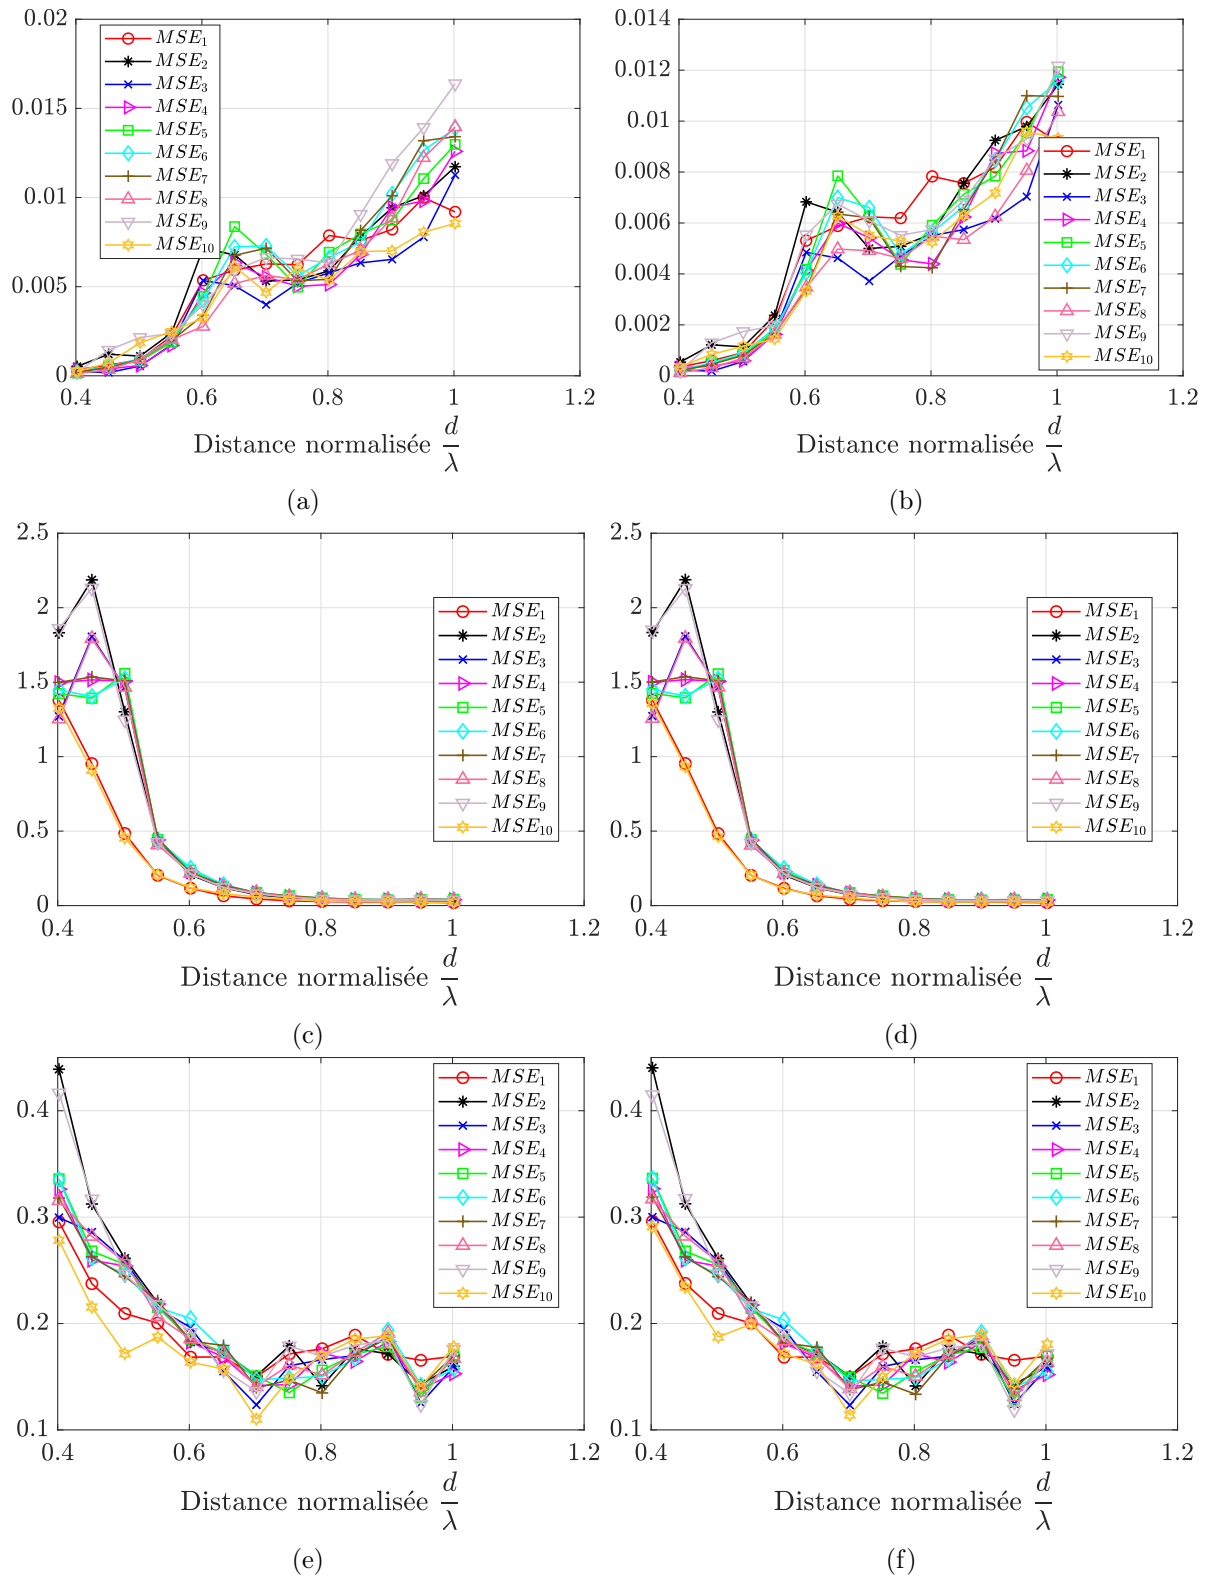 0.02
0.015
0.01
0.005
0
0.4
0.6
0.8
1
1.2
MSE1
MSE2
MSE3
MSE4
MSE5
MSE6
MSE7
MSE8
MSE9
MSE10
Distance normalisée d/λ
(a)
0.014
0.012
0.01
0.008
0.006
0.004
0.002
0
0.4
0.6
0.8
1
1.2
MSE1
MSE2
MSE3
MSE4
MSE5
MSE6
MSE7
MSE8
MSE9
MSE10
Distance normalisée d/λ
(b)
2.5
2
1.5
1
0.5
0
0.4
0.6
0.8
1
1.2
MSE1
MSE2
MSE3
MSE4
MSE5
MSE6
MSE7
MSE8
MSE9
MSE10
Distance normalisée d/λ
(c)
2.5
2
1.5
1
0.5
0
0.4
0.6
0.8
1
1.2
MSE1
MSE2
MSE3
MSE4
MSE5
MSE6
MSE7
MSE8
MSE9
MSE10
Distance normalisée d/λ
(d)
0.4
0.3
0.2
0.1
0.4
0.6
0.8
1
1.2
MSE1
MSE2
MSE3
MSE4
MSE5
MSE6
MSE7
MSE8
MSE9
MSE10
Distance normalisée d/λ
(e)
0.4
0.3
0.2
0.1
0.4
0.6
0.8
1
1.2
MSE1
MSE2
MSE3
MSE4
MSE5
MSE6
MSE7
MSE8
MSE9
MSE10
Distance normalisée d/λ
(f)